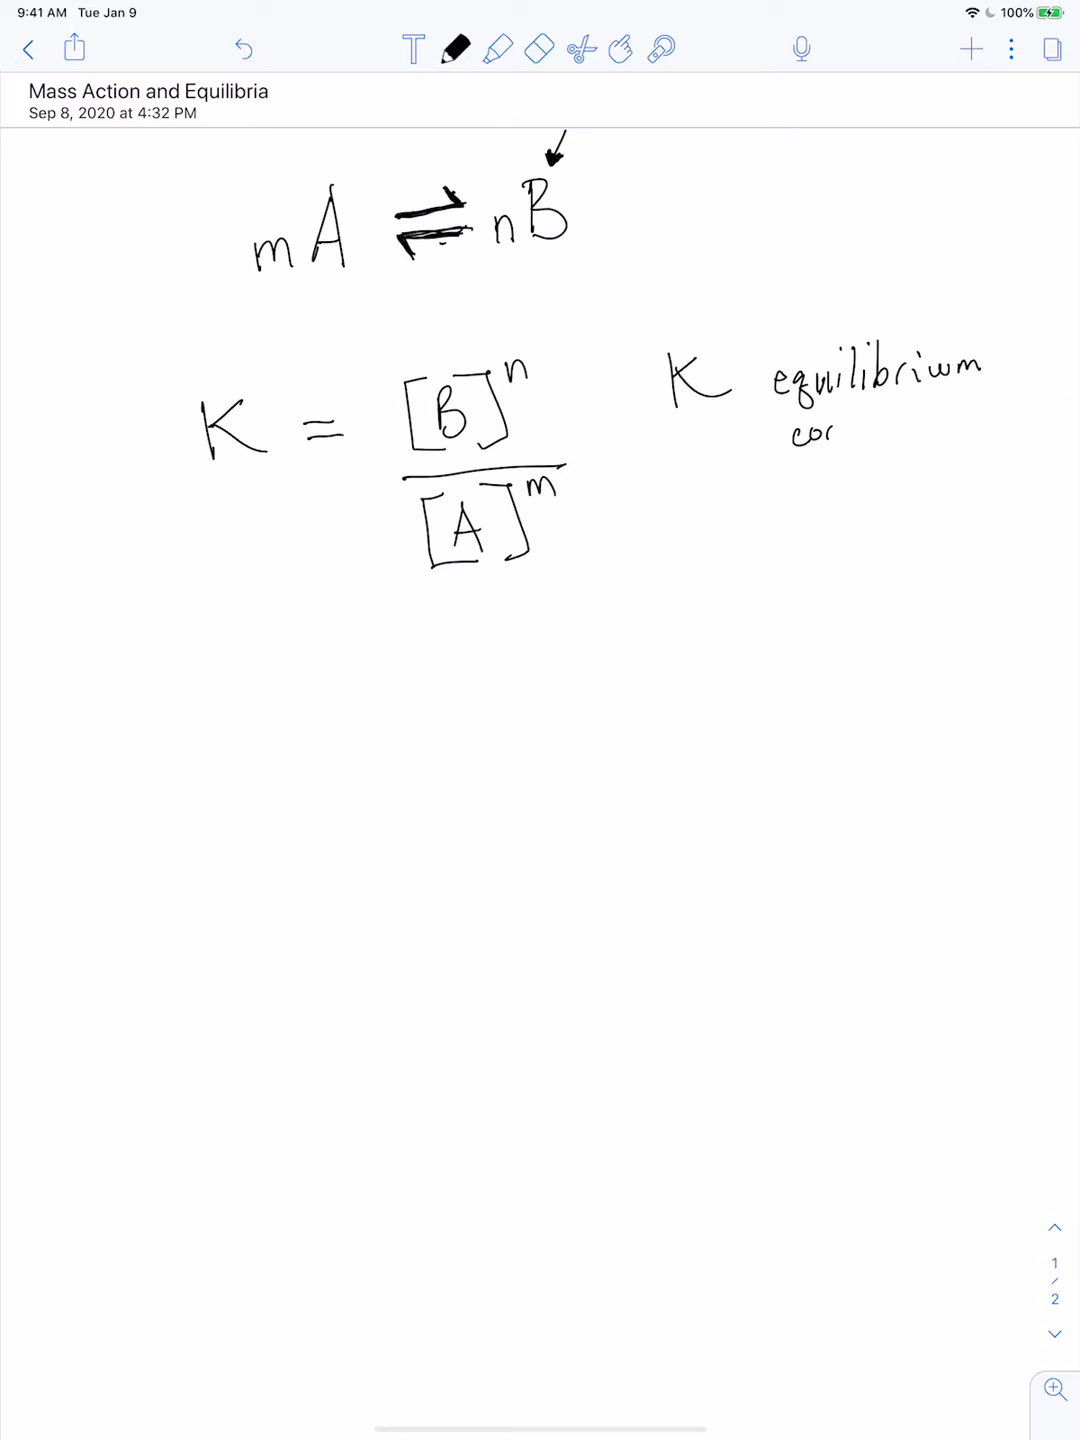 9:41 AM Tue Jan 9
100%
T
Mass Action and Equilibria
Sep 8, 2020 at 4:32 PM
mA ⇌ nB
K = [B]ⁿ / [A]ᵐ
K equilibrium
con
1
/
2